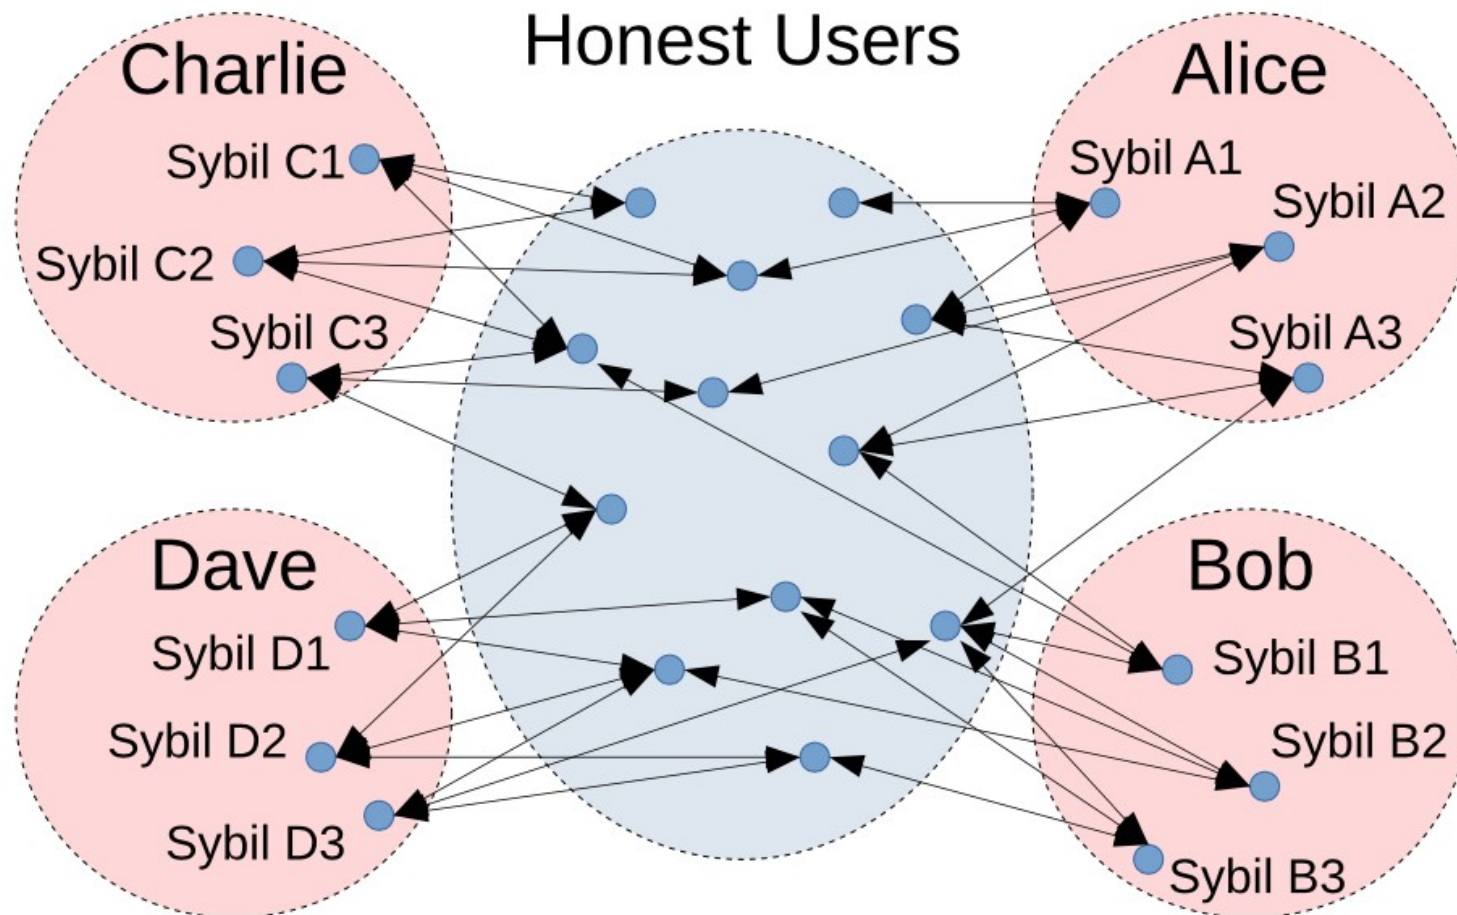 Honest Users
Charlie
Sybil C1
Sybil C2
Sybil C3
Alice
Sybil A1
Sybil A2
Sybil A3
Dave
Sybil D1
Sybil D2
Sybil D3
Bob
Sybil B1
Sybil B2
Sybil B3